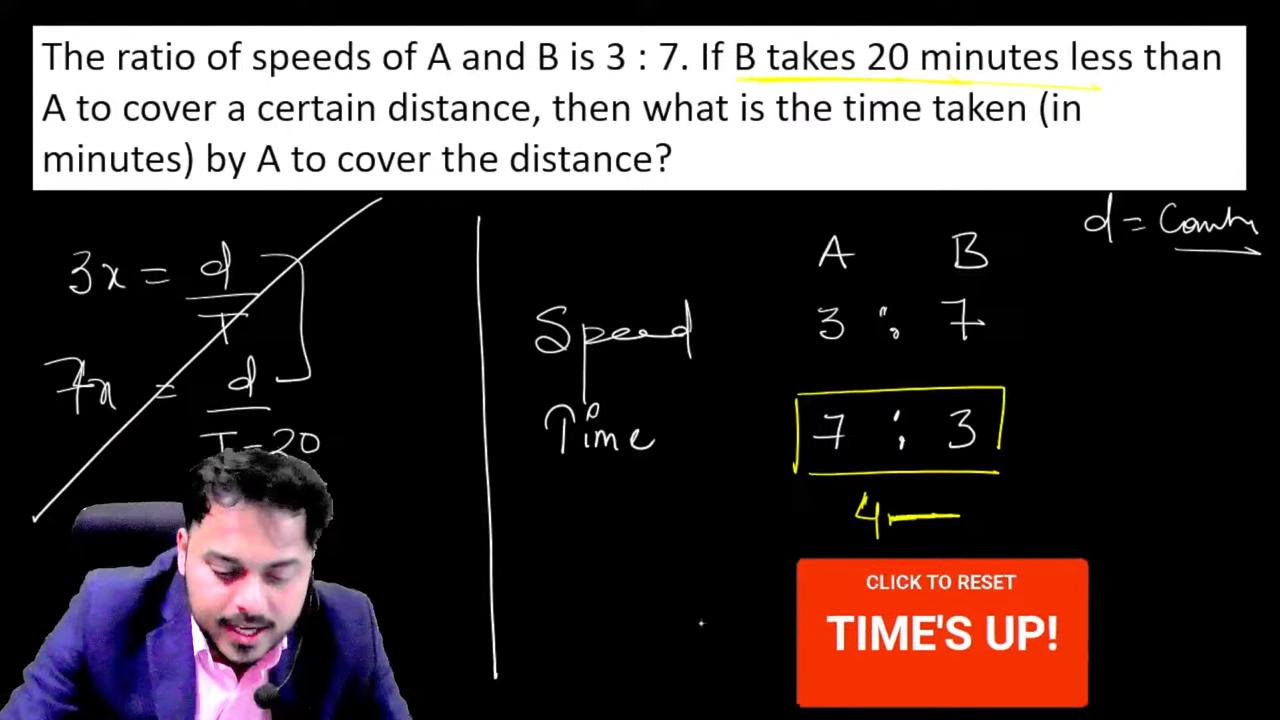 The ratio of speeds of A and B is 3 : 7. If B takes 20 minutes less than
A to cover a certain distance, then what is the time taken (in
minutes) by A to cover the distance?
d =
3x = d/T
7x = d/T-20
A B
Speed 3 : 7
Time 7 : 3
4
CLICK TO RESET
TIME'S UP!